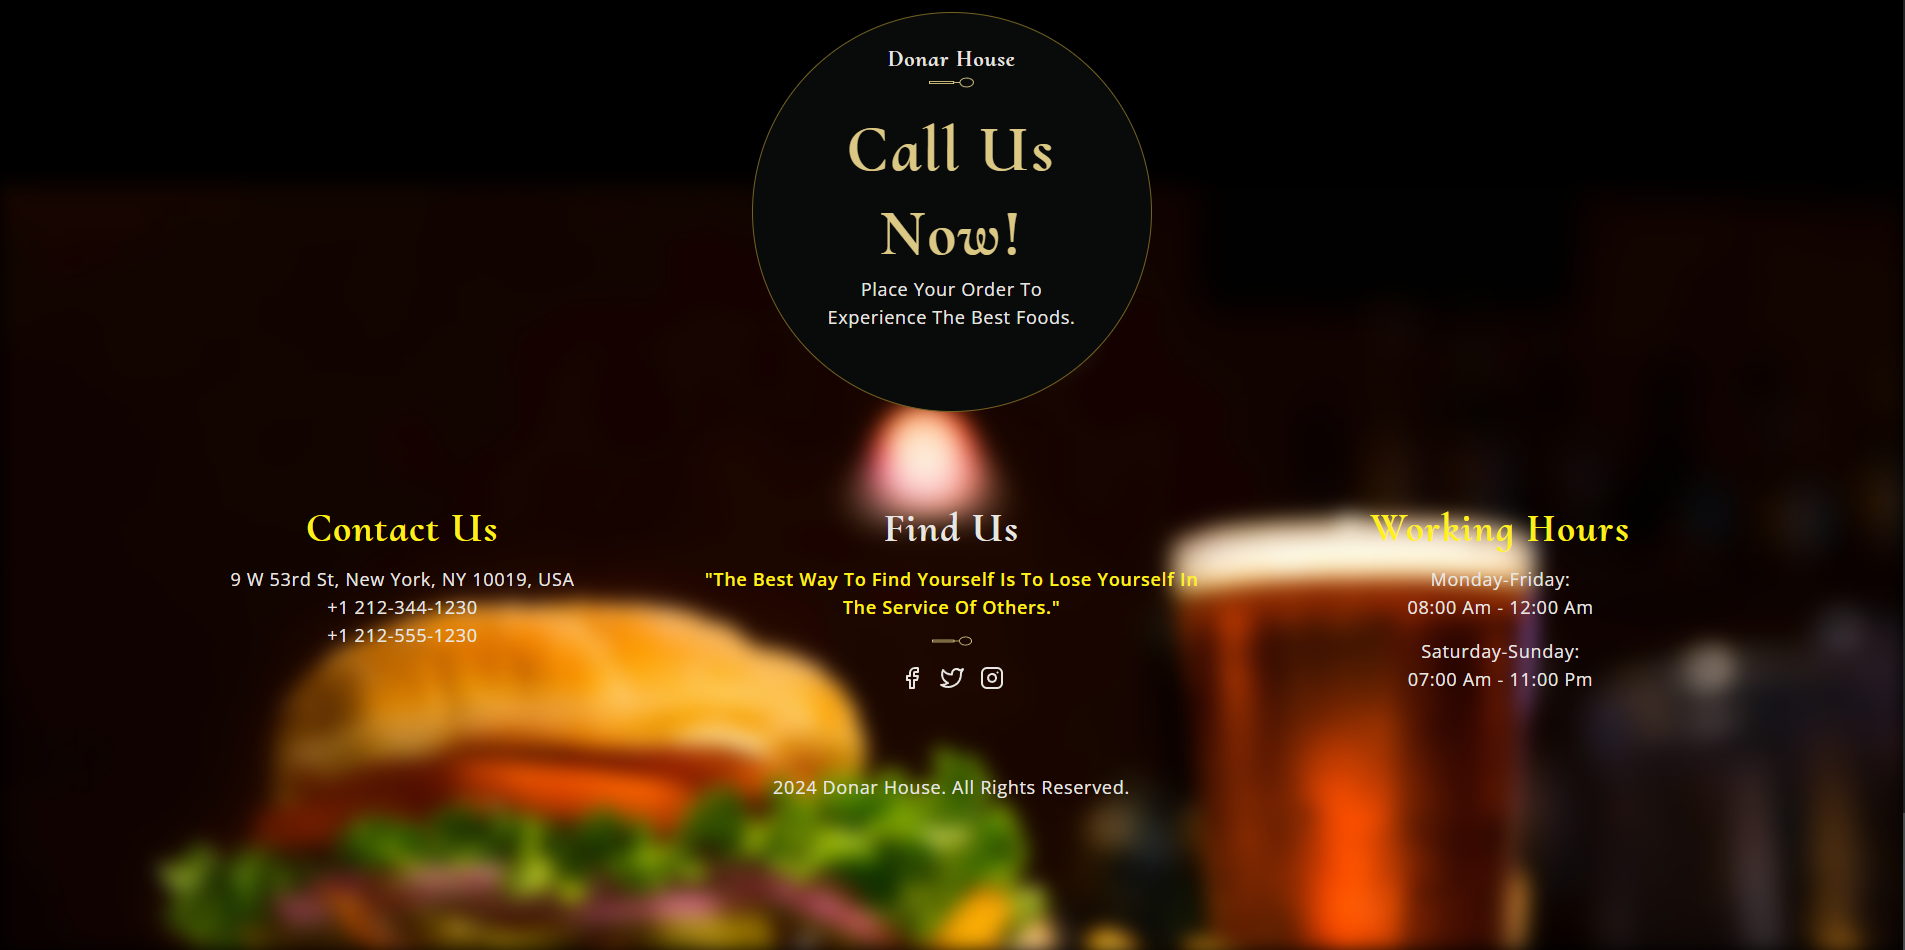 Donar House
Call Us
Now!
Place Your Order To
Experience The Best Foods.
Contact Us
9 W 53rd St, New York, NY 10019, USA
+1 212-344-1230
+1 212-555-1230
Find Us
"The Best Way To Find Yourself Is To Lose Yourself In
The Service Of Others."
Working Hours
Monday-Friday:
08:00 Am - 12:00 Am
Saturday-Sunday:
07:00 Am - 11:00 Pm
2024 Donar House. All Rights Reserved.